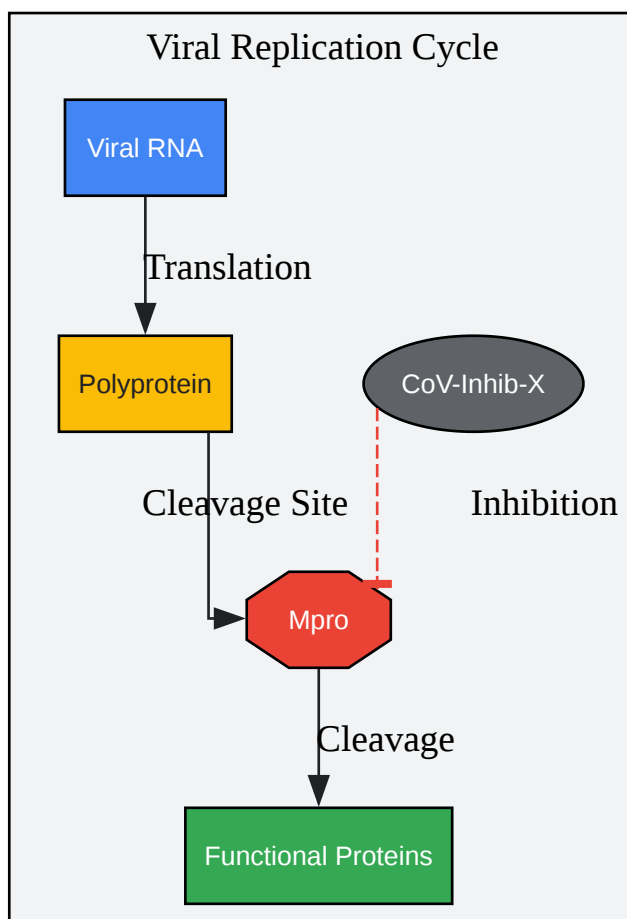 Viral Replication Cycle
Viral RNA
Translation
Polyprotein
CoV-Inhib-X
Cleavage Site
Inhibition
Mpro
Cleavage
Functional Proteins